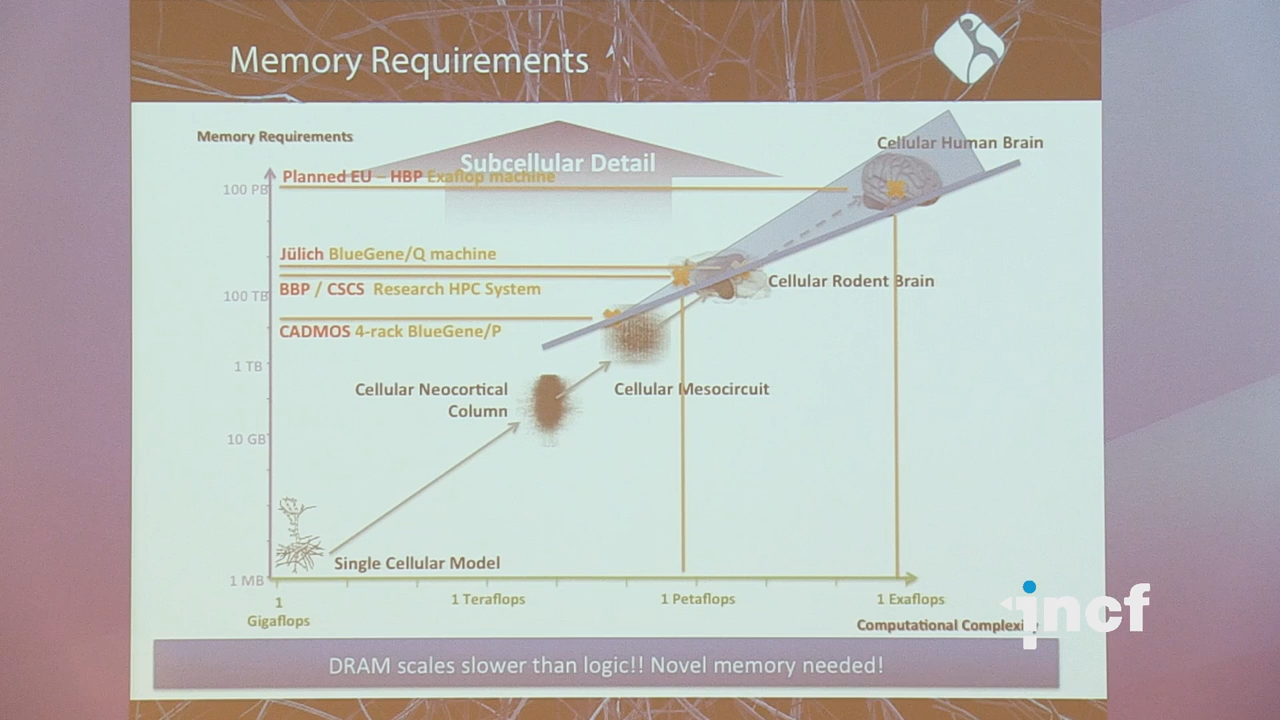 Memory Requirements
Memory Requirements
Cellular Human Brain
Subcellular Detail
Planned EU – HBP Exaflop machine
100 PB
Jülich BlueGene/Q machine
Cellular Rodent Brain
BBP / CSCS Research HPC System
100 TB
CADMOS 4-rack BlueGene/P
1 TB
Cellular Neocortical
Column
Cellular Mesocircuit
10 GB
Single Cellular Model
1 MB
1
Gigaflops
1 Teraflops
1 Petaflops
1 Exaflops
Computational Complexity
incf
DRAM scales slower than logic!! Novel memory needed!